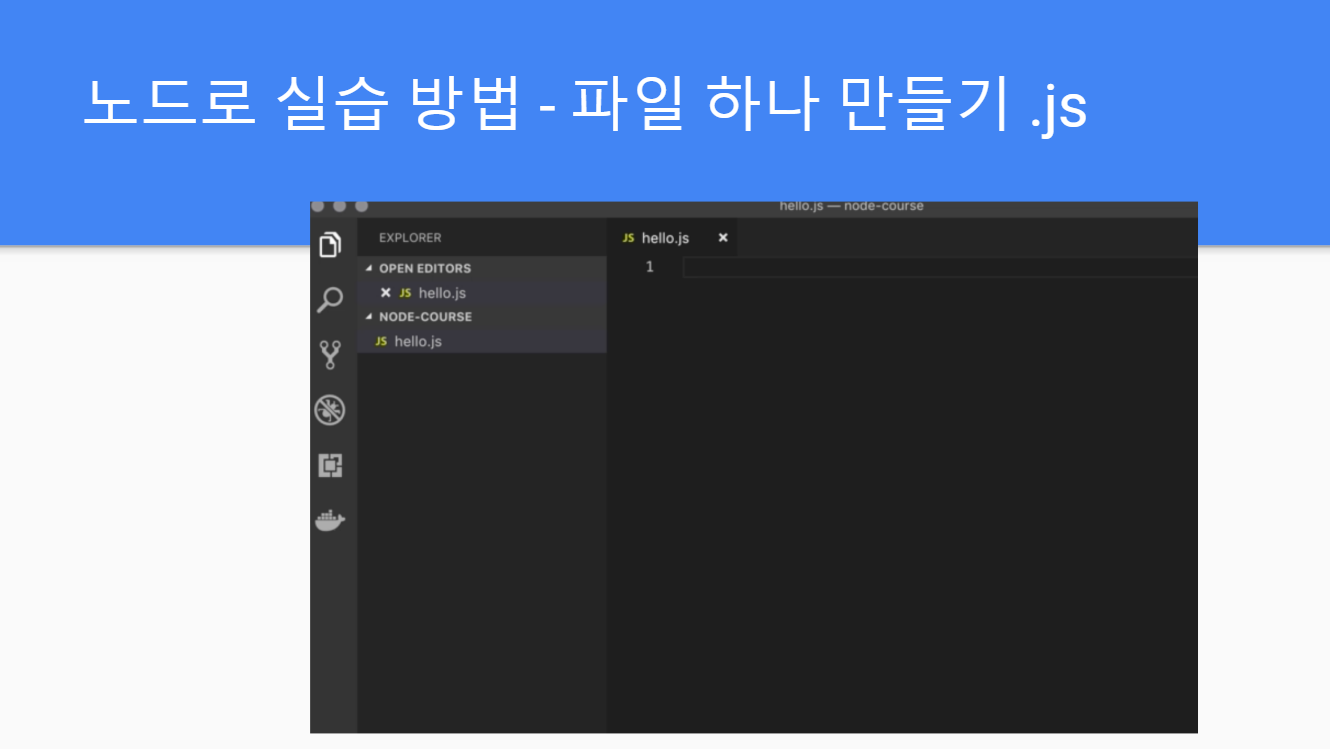 노드로 실습 방법 - 파일 하나 만들기 .js
hello.js — node-course
EXPLORER
OPEN EDITORS
JS hello.js
NODE-COURSE
JS hello.js
JS hello.js
1